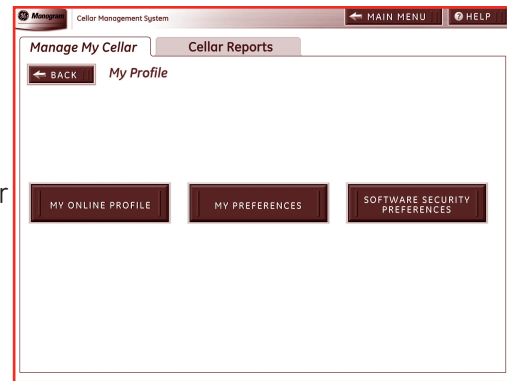 Monogram Cellar Management System ← MAIN MENU ? HELP
Manage My Cellar Cellar Reports
← BACK My Profile
r
MY ONLINE PROFILE MY PREFERENCES SOFTWARE SECURITY
PREFERENCES